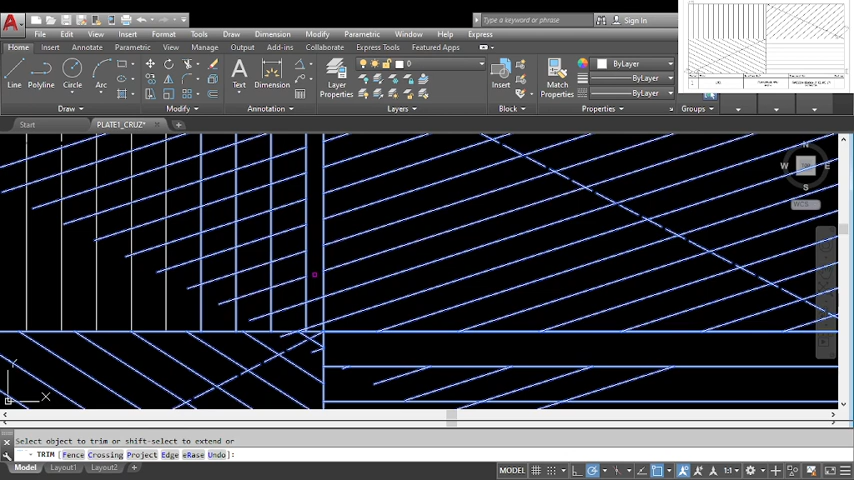 Type a keyword or phrase
Sign In
File Edit View Insert Format Tools Draw Dimension Modify Parametric Window Help Express
Home Insert Annotate Parametric View Manage Output Add-ins Collaborate Express Tools Featured Apps
Line Polyline Circle Arc Text Dimension Layer Properties 0 Insert Match Properties ByLayer
ByLayer
ByLayer
Draw Modify Annotation Layers Block Properties Groups
Start PLATE1_CRUZ*
N
W TOP E
S
WCS
Y
X
Select object to trim or shift-select to extend or
TRIM [Fence Crossing Project Edge eRase Undo]:
Model Layout1 Layout2 + MODEL 1:1